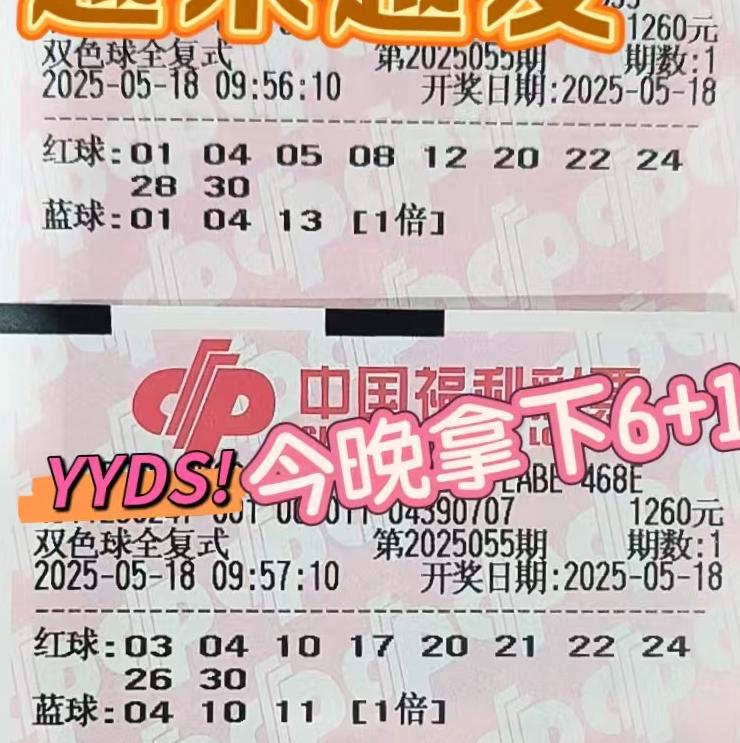 1260元
双色球全复式 第2025055期 期数:1
2025-05-18 09:56:10 开奖日期:2025-05-18
红球:01 04 05 08 12 20 22 24
28 30
蓝球:01 04 13 [1倍]
中国福利彩票
今晚拿下6+1
YYDS!
468E
04390707 1260元
双色球全复式 第2025055期 期数:1
2025-05-18 09:57:10 开奖日期:2025-05-18
红球:03 04 10 17 20 21 22 24
26 30
蓝球:04 10 11 [1倍]